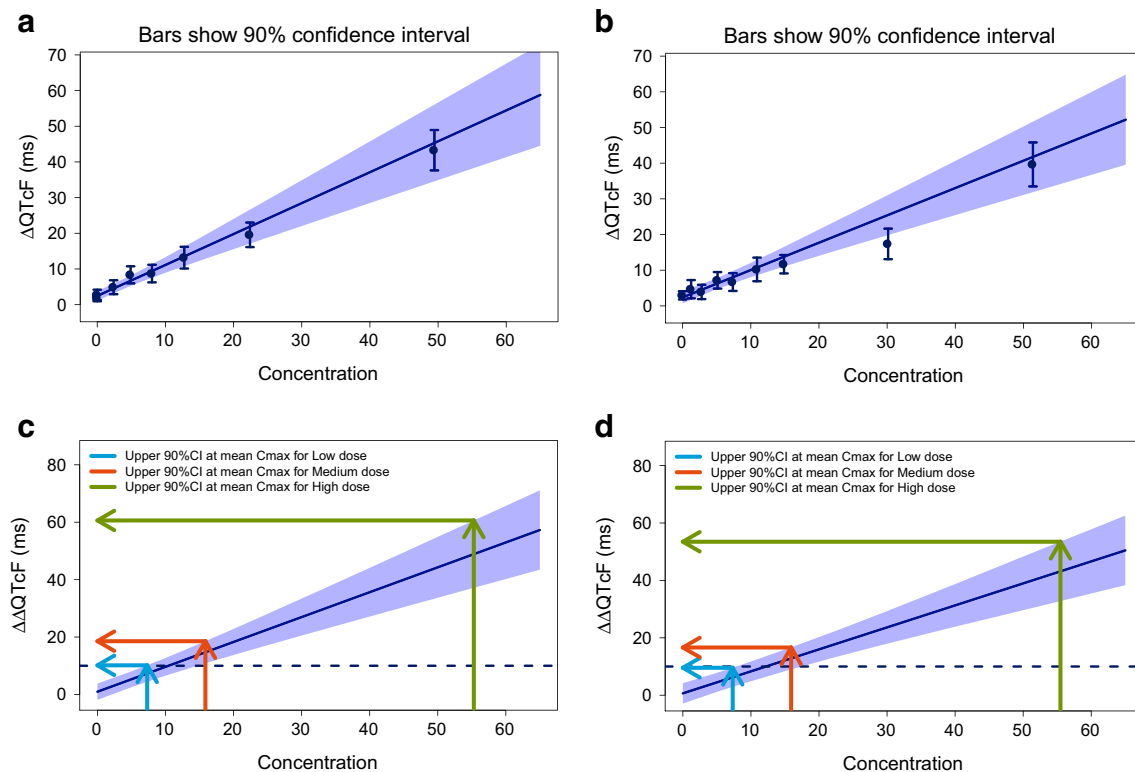 a
Bars show 90% confidence interval
70
60
50
40
30
20
10
0
ΔQTcF (ms)
0 10 20 30 40 50 60
Concentration
b
Bars show 90% confidence interval
70
60
50
40
30
20
10
0
ΔQTcF (ms)
0 10 20 30 40 50 60
Concentration
c
Upper 90%CI at mean Cmax for Low dose
Upper 90%CI at mean Cmax for Medium dose
Upper 90%CI at mean Cmax for High dose
80
60
40
20
0
ΔΔQTcF (ms)
0 10 20 30 40 50 60
Concentration
d
Upper 90%CI at mean Cmax for Low dose
Upper 90%CI at mean Cmax for Medium dose
Upper 90%CI at mean Cmax for High dose
80
60
40
20
0
ΔΔQTcF (ms)
0 10 20 30 40 50 60
Concentration